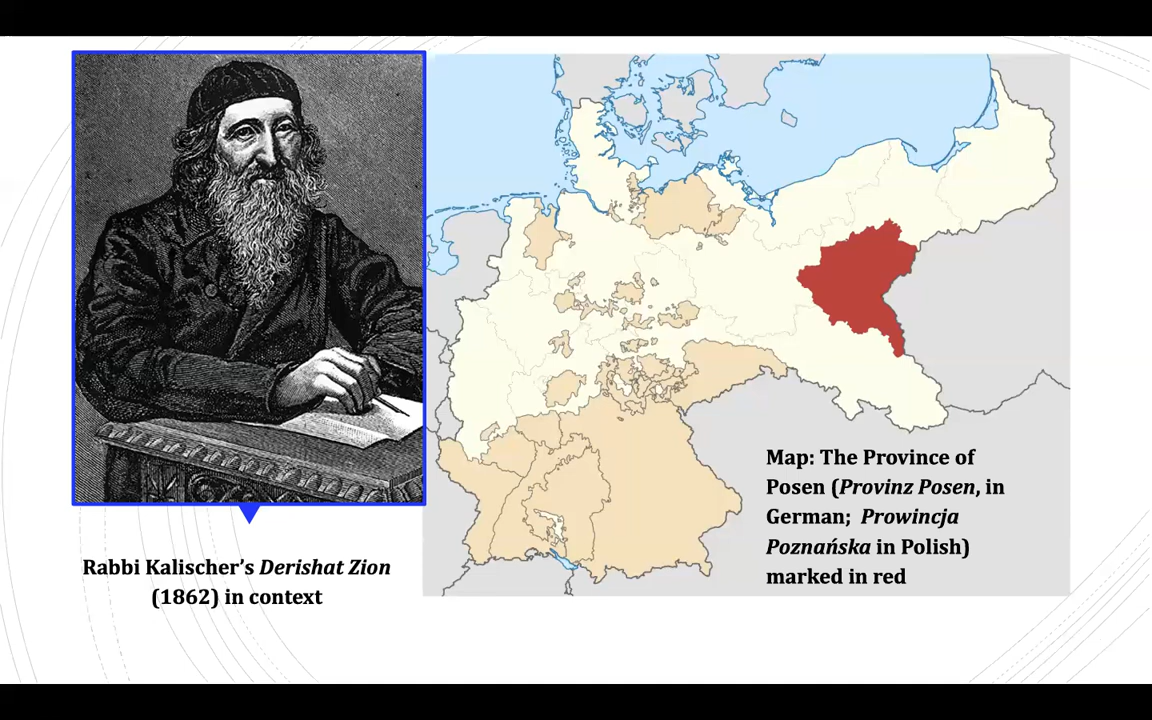 Map: The Province of
Posen (Provinz Posen, in
German;  Prowincja
Poznańska in Polish)
marked in red
Rabbi Kalischer’s Derishat Zion
(1862) in context